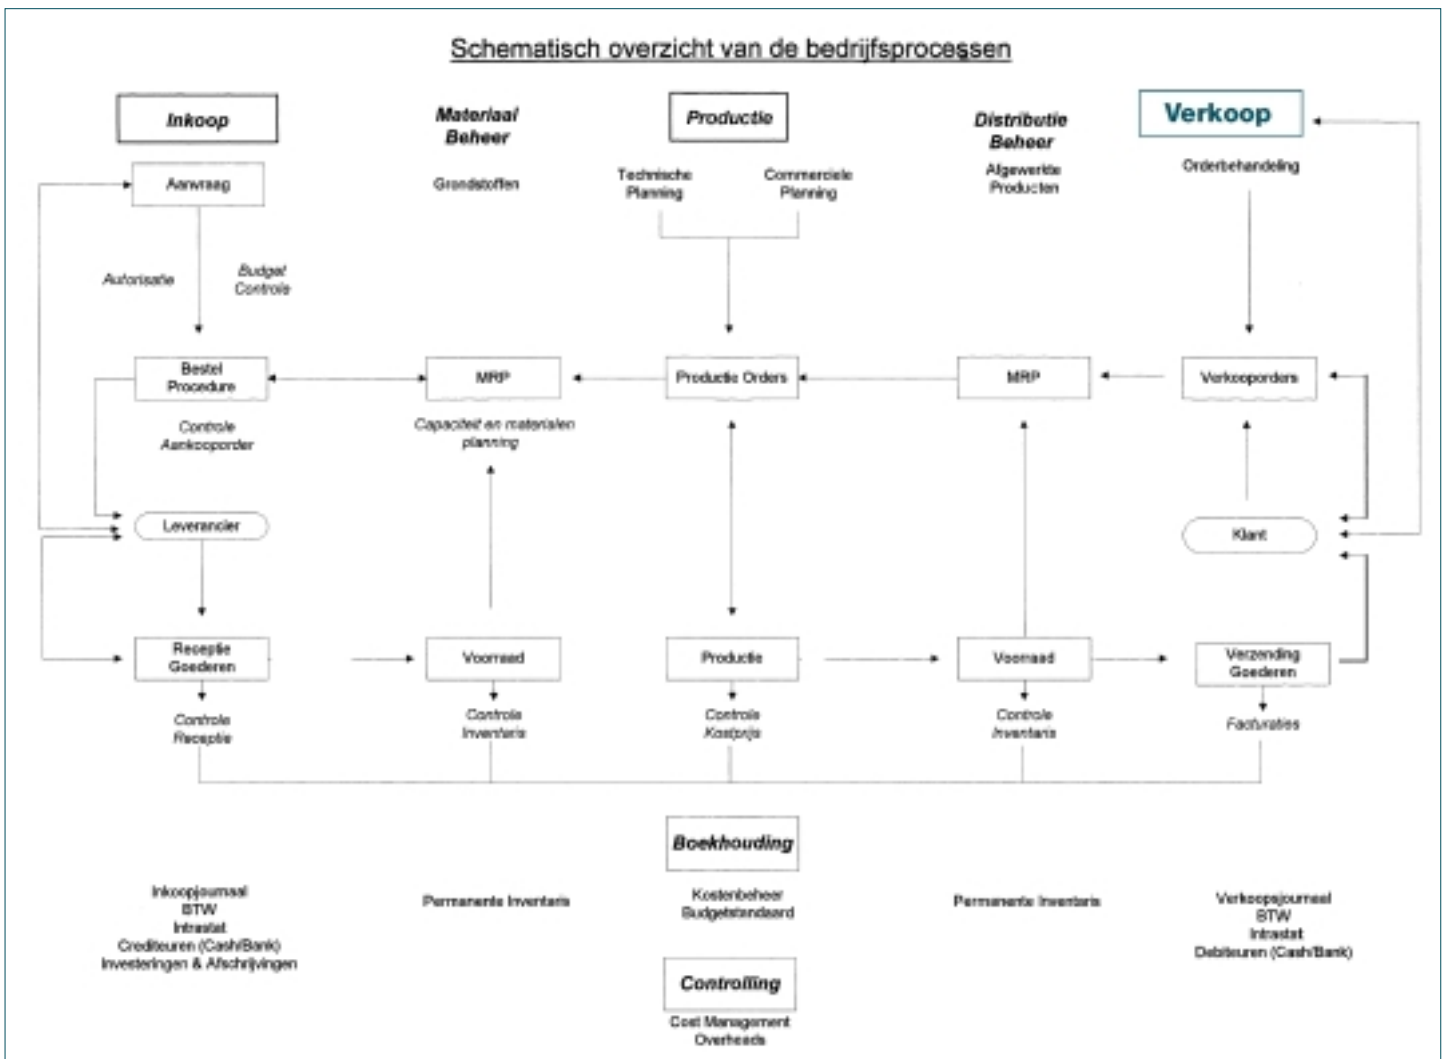 Schematisch overzicht van de bedrijfsprocessen
Inkoop
Materiaal
Beheer
Productie
Distributie
Beheer
Verkoop
Aanvraag
Grondstoffen
Technische
Planning
Commerciele
Planning
Afgewerkte
Producten
Orderbehandeling
Autorisatie
Budget
Controle
Bestel
Procedure
MRP
Productie Orders
MRP
Verkooporders
Controle
Aankooporder
Capaciteit en materialen
planning
Leverancier
Klant
Receptie
Goederen
Voorraad
Productie
Voorraad
Verzending
Goederen
Controle
Receptie
Controle
Inventaris
Controle
Kostprijs
Controle
Inventaris
Facturaties
Boekhouding
Inkoopjournaal
BTW
Intrastat
Crediteuren (Cash/Bank)
Investeringen & Afschrijvingen
Permanente Inventaris
Kostenbeheer
Budgetstandaard
Permanente Inventaris
Verkoopsjournaal
BTW
Intrastat
Debiteuren (Cash/Bank)
Controlling
Cost Management
Overheads